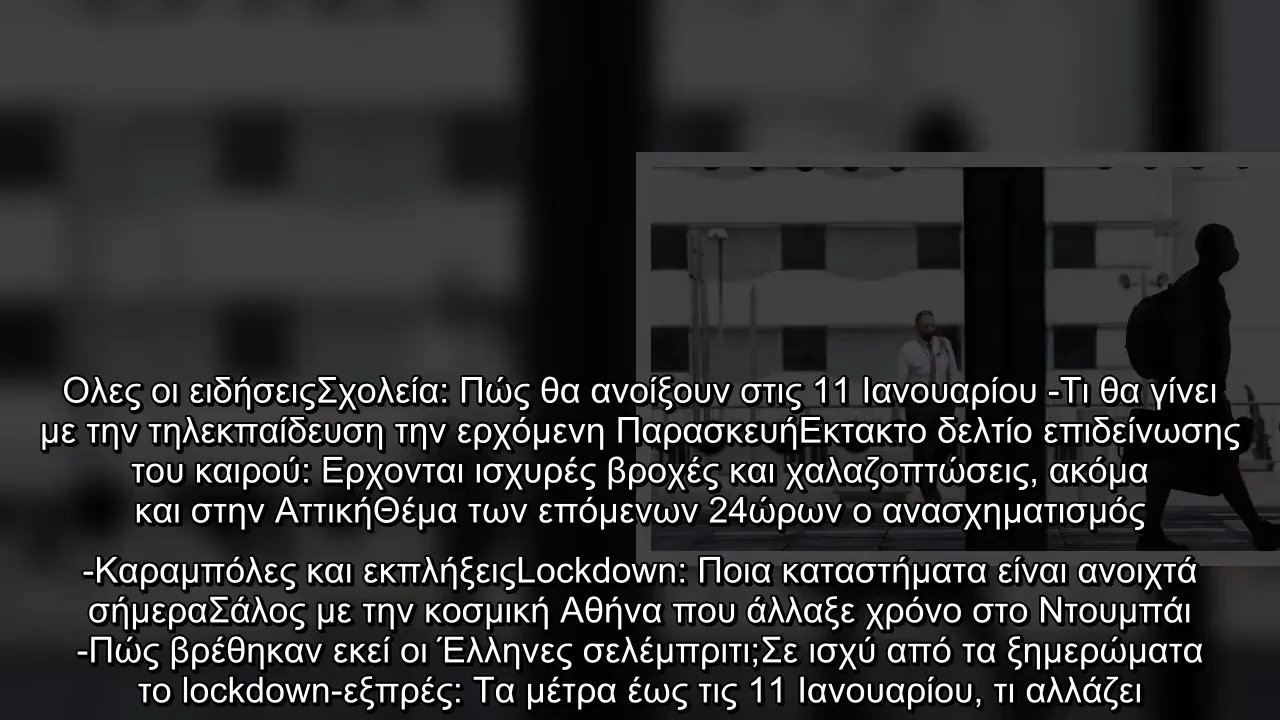 Ολες οι ειδήσειςΣχολεία: Πώς θα ανοίξουν στις 11 Ιανουαρίου -Τι θα γίνει
με την τηλεκπαίδευση την ερχόμενη ΠαρασκευήΕκτακτο δελτίο επιδείνωσης
του καιρού: Ερχονται ισχυρές βροχές και χαλαζοπτώσεις, ακόμα
και στην ΑττικήΘέμα των επόμενων 24ώρων ο ανασχηματισμός
-Καραμπόλες και εκπλήξειςLockdown: Ποια καταστήματα είναι ανοιχτά
σήμεραΣάλος με την κοσμική Αθήνα που άλλαξε χρόνο στο Ντουμπάι
-Πώς βρέθηκαν εκεί οι Έλληνες σελέμπριτι;Σε ισχύ από τα ξημερώματα
το lockdown-εξπρές: Τα μέτρα έως τις 11 Ιανουαρίου, τι αλλάζει